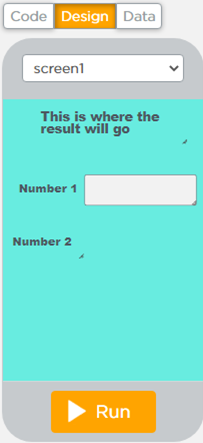 Code Design Data
screen1
This is where the
result will go
Number 1
Number 2
Run